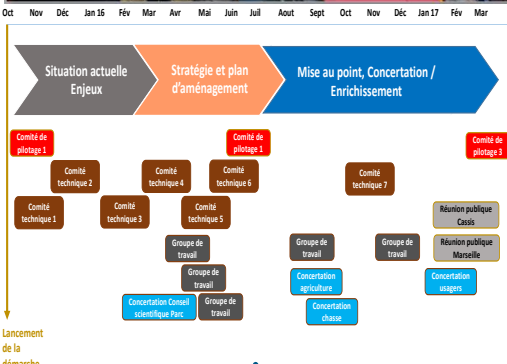 Oct Nov Déc Jan 16 Fév Mar Avr Mai Juin Juil Aout Sept Oct Nov Déc Jan 17 Fév Mar
Situation actuelle
Enjeux
Stratégie et plan
d'aménagement
Mise au point, Concertation /
Enrichissement
Comité de
pilotage 1
Comité de
pilotage 1
Comité de
pilotage 3
Comité
technique 2
Comité
technique 4
Comité
technique 6
Comité
technique 7
Comité
technique 1
Comité
technique 3
Comité
technique 5
Réunion publique
Cassis
Groupe de
travail
Groupe de
travail
Groupe de
travail
Réunion publique
Marseille
Groupe de
travail
Concertation
agriculture
Concertation
usagers
Concertation Conseil
scientifique Parc
Groupe de
travail
Concertation
chasse
Lancement
de la
démarche